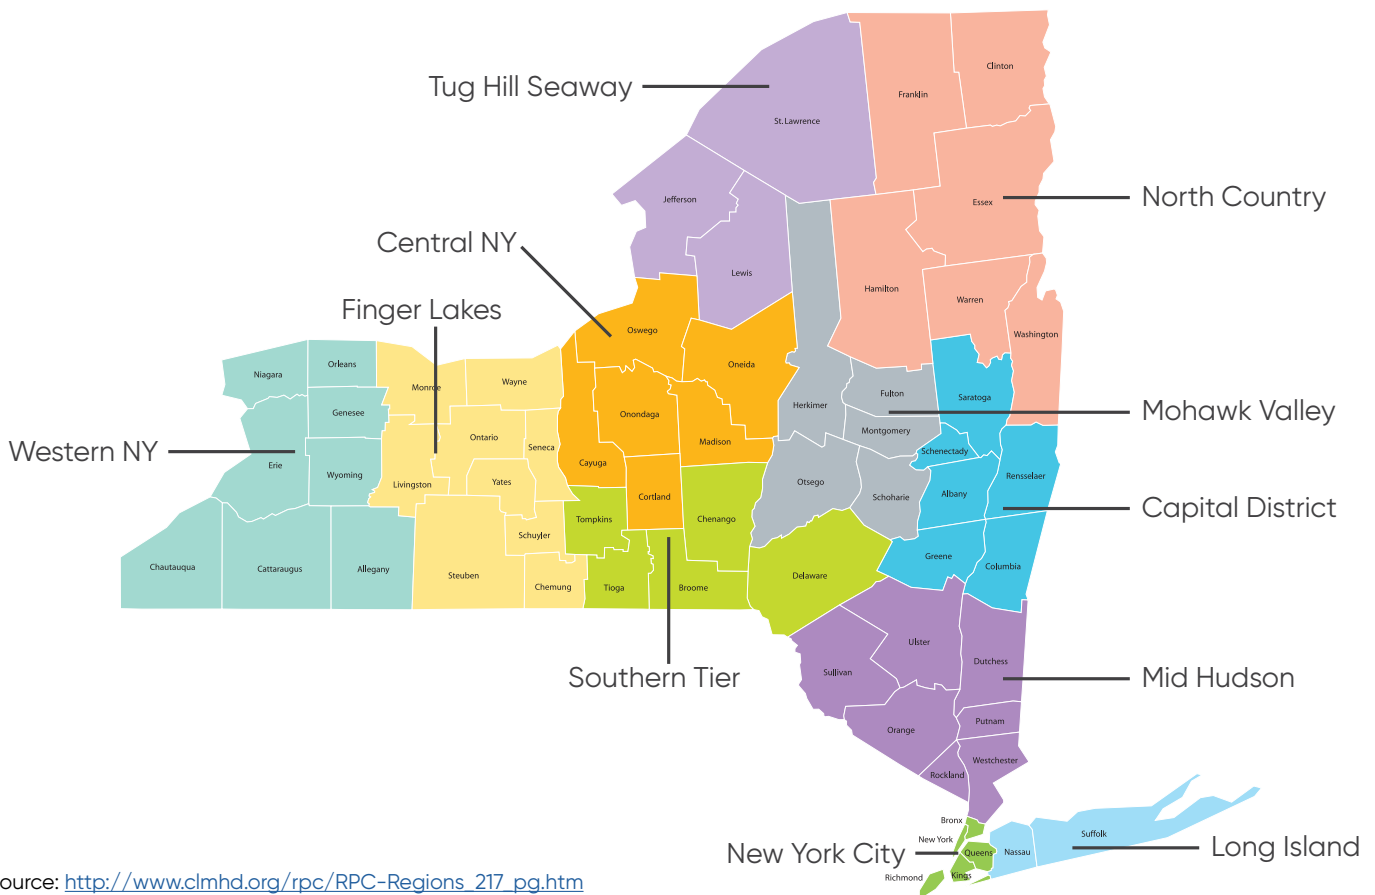 Clinton
Franklin
Tug Hill Seaway
St. Lawrence
North Country
Essex
Jefferson
Central NY
Lewis
Hamilton
Warren
Finger Lakes
Oswego
Washington
Orleans
Oneida
Niagara
Monroe
Wayne
Fulton
Saratoga
Genesee
Herkimer
Mohawk Valley
Onondaga
Montgomery
Ontario
Madison
Seneca
Schenectady
Western NY
Erie
Cayuga
Wyoming
Rensselaer
Livingston
Yates
Otsego
Albany
Cortland
Schoharie
Capital District
Tompkins
Chenango
Schuyler
Greene
Chautauqua
Cattaraugus
Allegany
Columbia
Steuben
Delaware
Chemung
Tioga
Broome
Ulster
Dutchess
Sullivan
Southern Tier
Mid Hudson
Putnam
Orange
Westchester
Rockland
Bronx
Suffolk
New York
Long Island
New York City
Queens
Nassau
Kings
Richmond
ource: http://www.clmhd.org/rpc/RPC-Regions_217_pg.htm